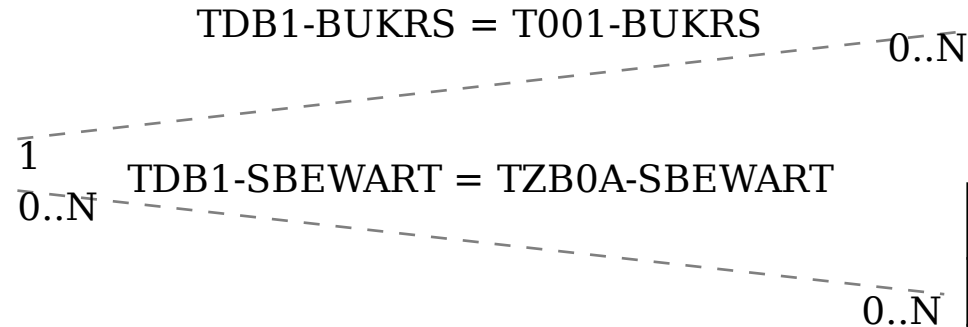 TDB1-BUKRS = T001-BUKRS
0..N
1
TDB1-SBEWART = TZB0A-SBEWART
0..N
0..N